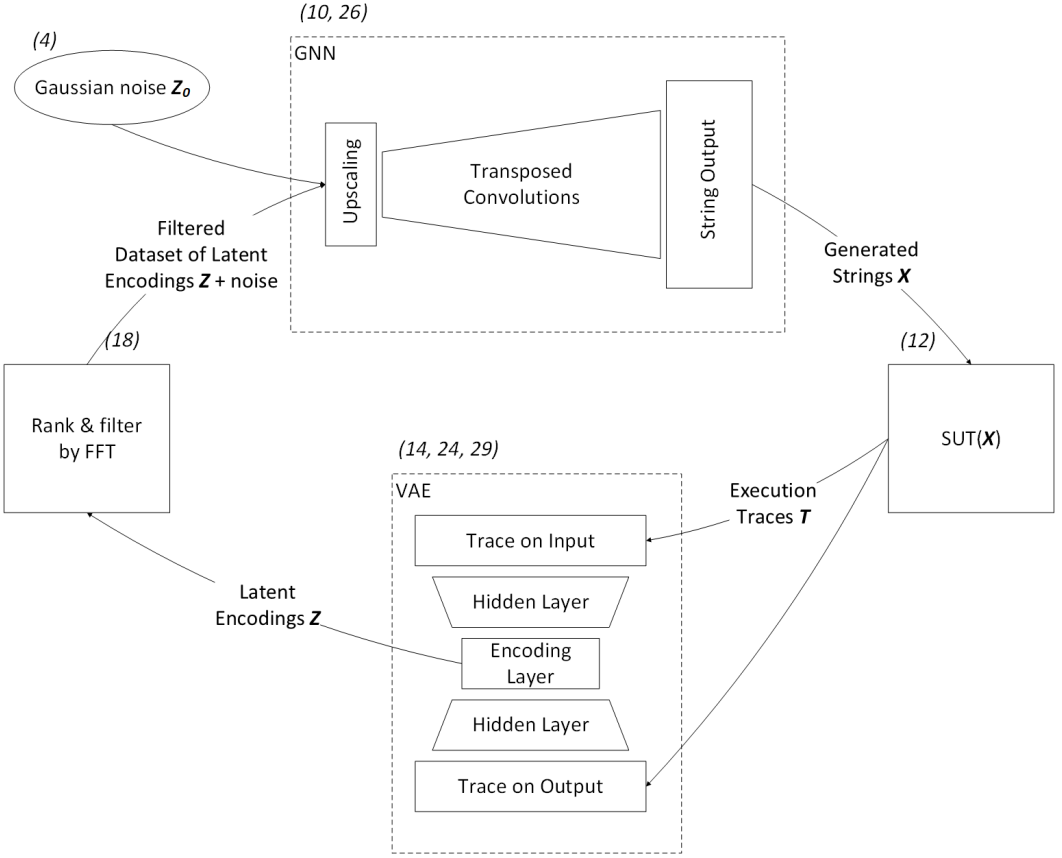 (10, 26)
(4)
GNN
Gaussian noise Z0
Upscaling
Transposed
Convolutions
String Output
Filtered
Dataset of Latent
Encodings Z + noise
Generated
Strings X
(18)
(12)
Rank & filter
by FFT
SUT(X)
(14, 24, 29)
VAE
Execution
Traces T
Trace on Input
Hidden Layer
Latent
Encodings Z
Encoding
Layer
Hidden Layer
Trace on Output